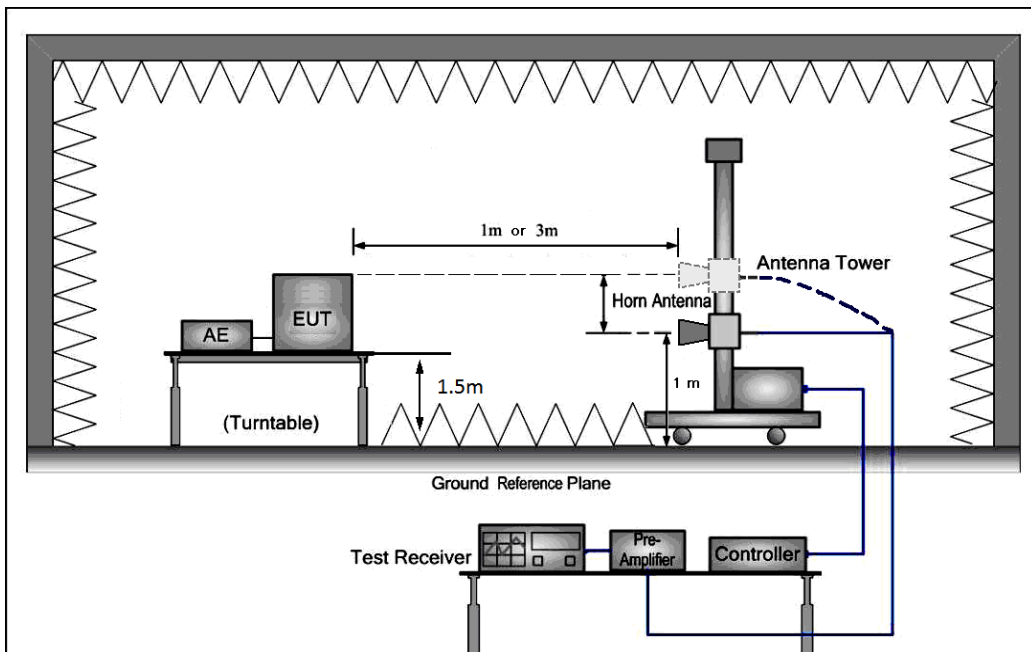 1m or 3m
Antenna Tower
Horn Antenna
EUT
AE
1.5m
1 m
(Turntable)
Ground Reference Plane
Test Receiver
Pre-
Amplifier
Controller